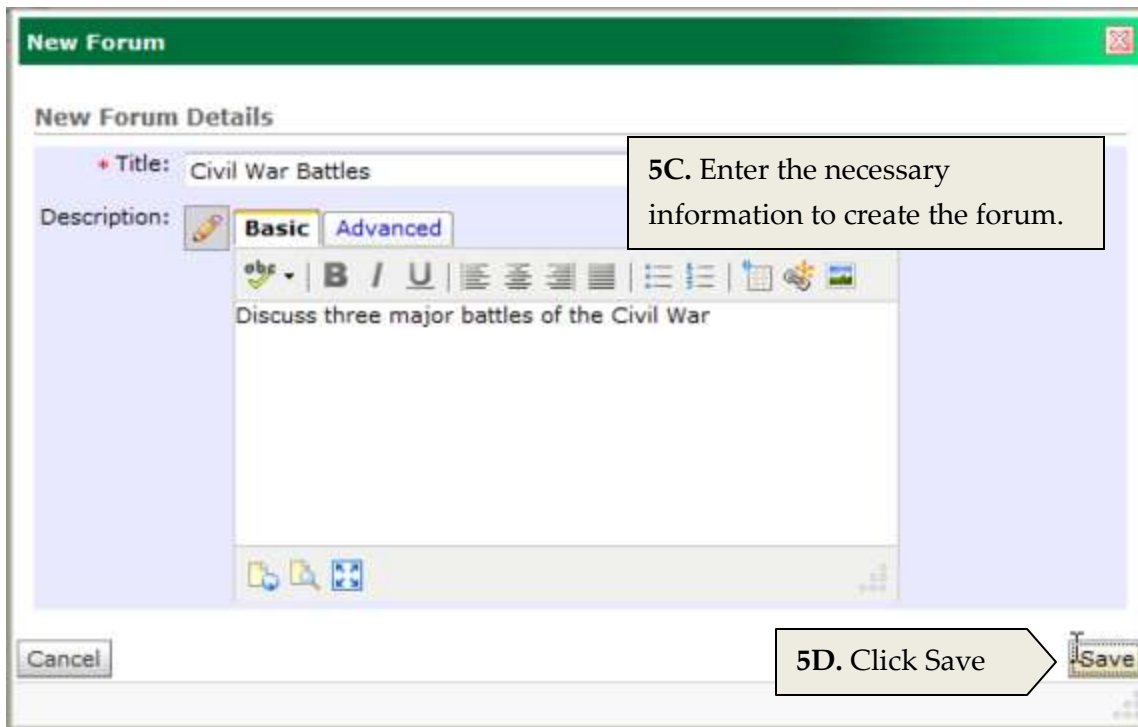 New Forum
New Forum Details
* Title: Civil War Battles
5C. Enter the necessary
information to create the forum.
Description:
Basic Advanced
abc B I U
Discuss three major battles of the Civil War
Cancel
5D. Click Save
Save